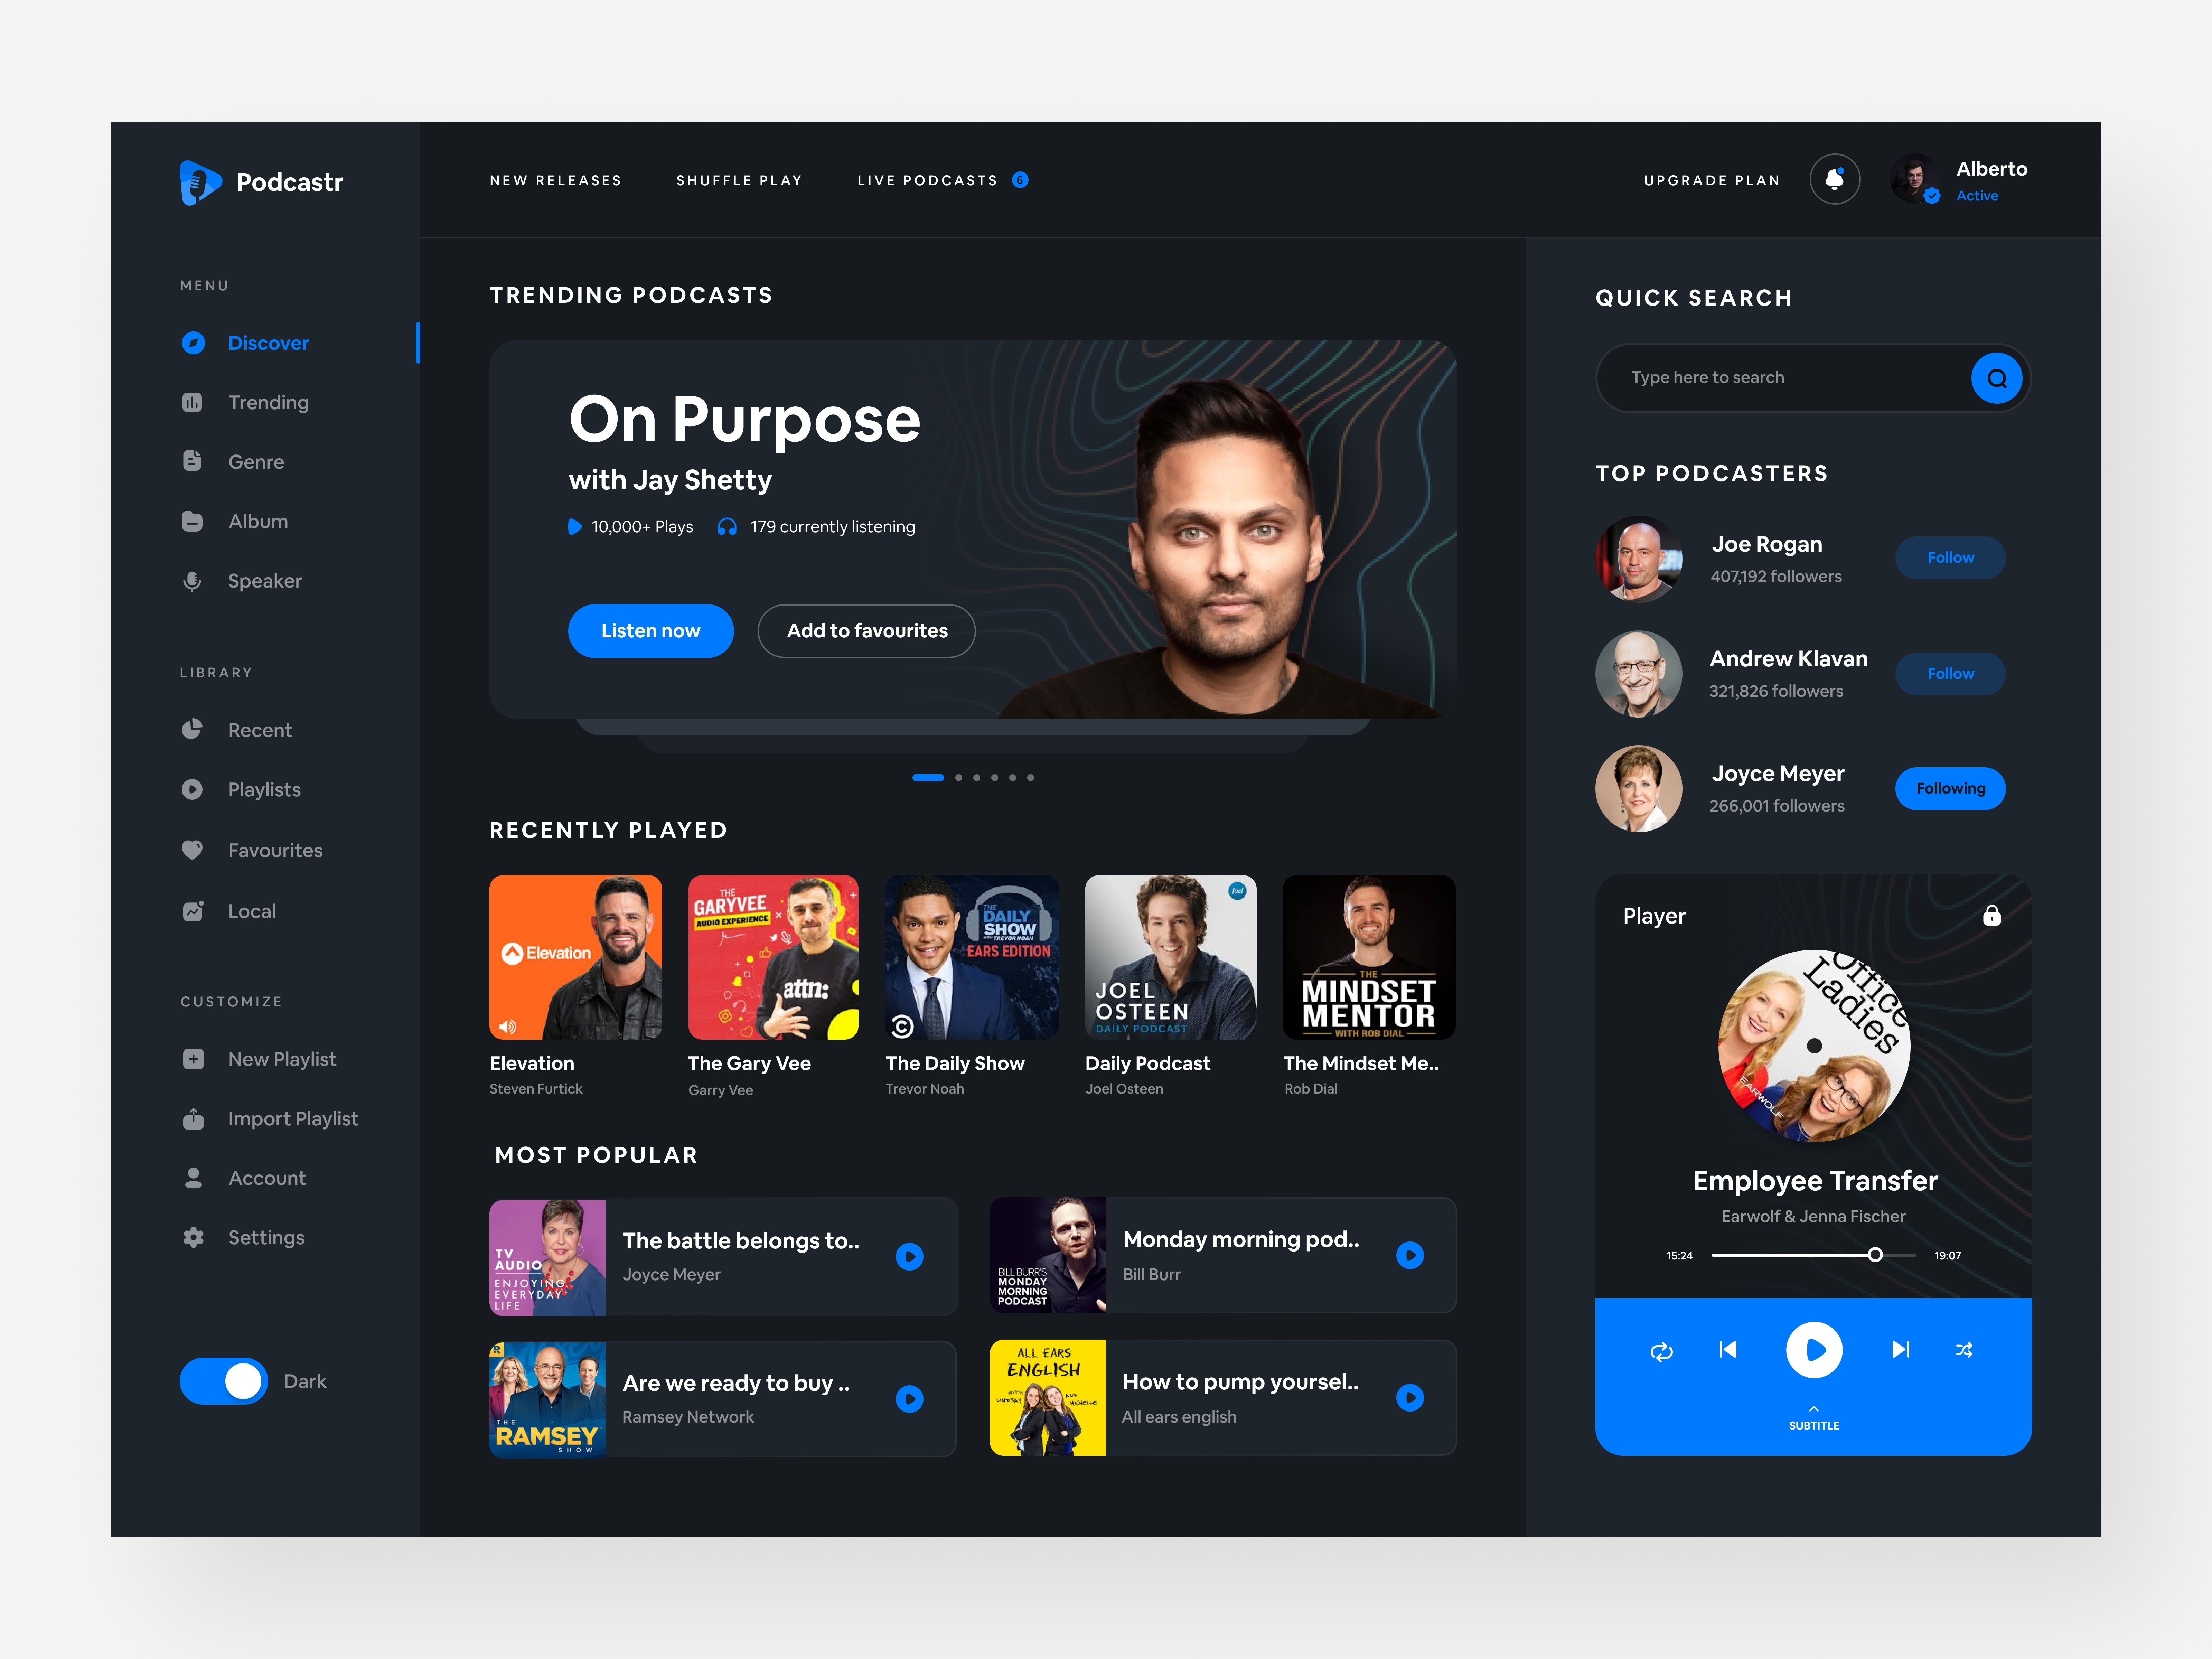 Podcastr
NEW RELEASES
SHUFFLE PLAY
LIVE PODCASTS 6
UPGRADE PLAN
Alberto
Active
MENU
Discover
Trending
Genre
Album
Speaker
LIBRARY
Recent
Playlists
Favourites
Local
CUSTOMIZE
New Playlist
Import Playlist
Account
Settings
Dark
TRENDING PODCASTS
On Purpose
with Jay Shetty
10,000+ Plays
179 currently listening
Listen now
Add to favourites
RECENTLY PLAYED
Elevation
Elevation
Steven Furtick
THE
GARYVEE
AUDIO EXPERIENCE
attn:
The Gary Vee
Garry Vee
THE
DAILY
SHOW
WITH TREVOR NOAH
EARS EDITION
The Daily Show
Trevor Noah
Joel
JOEL
OSTEEN
DAILY PODCAST
Daily Podcast
Joel Osteen
THE
MINDSET
MENTOR
WITH ROB DIAL
The Mindset Me..
Rob Dial
MOST POPULAR
TV
AUDIO
ENJOYING
EVERYDAY
LIFE
The battle belongs to..
Joyce Meyer
BILL BURR'S
MONDAY
MORNING
PODCAST
Monday morning pod..
Bill Burr
R
THE
RAMSEY
SHOW
Are we ready to buy ..
Ramsey Network
ALL EARS
ENGLISH
WITH LINDSAY
AND MICHELLE
How to pump yoursel..
All ears english
QUICK SEARCH
Type here to search
TOP PODCASTERS
Joe Rogan
407,192 followers
Follow
Andrew Klavan
321,826 followers
Follow
Joyce Meyer
266,001 followers
Following
Player
Office
Ladies
EARWOLF
Employee Transfer
Earwolf & Jenna Fischer
15:24
19:07
SUBTITLE